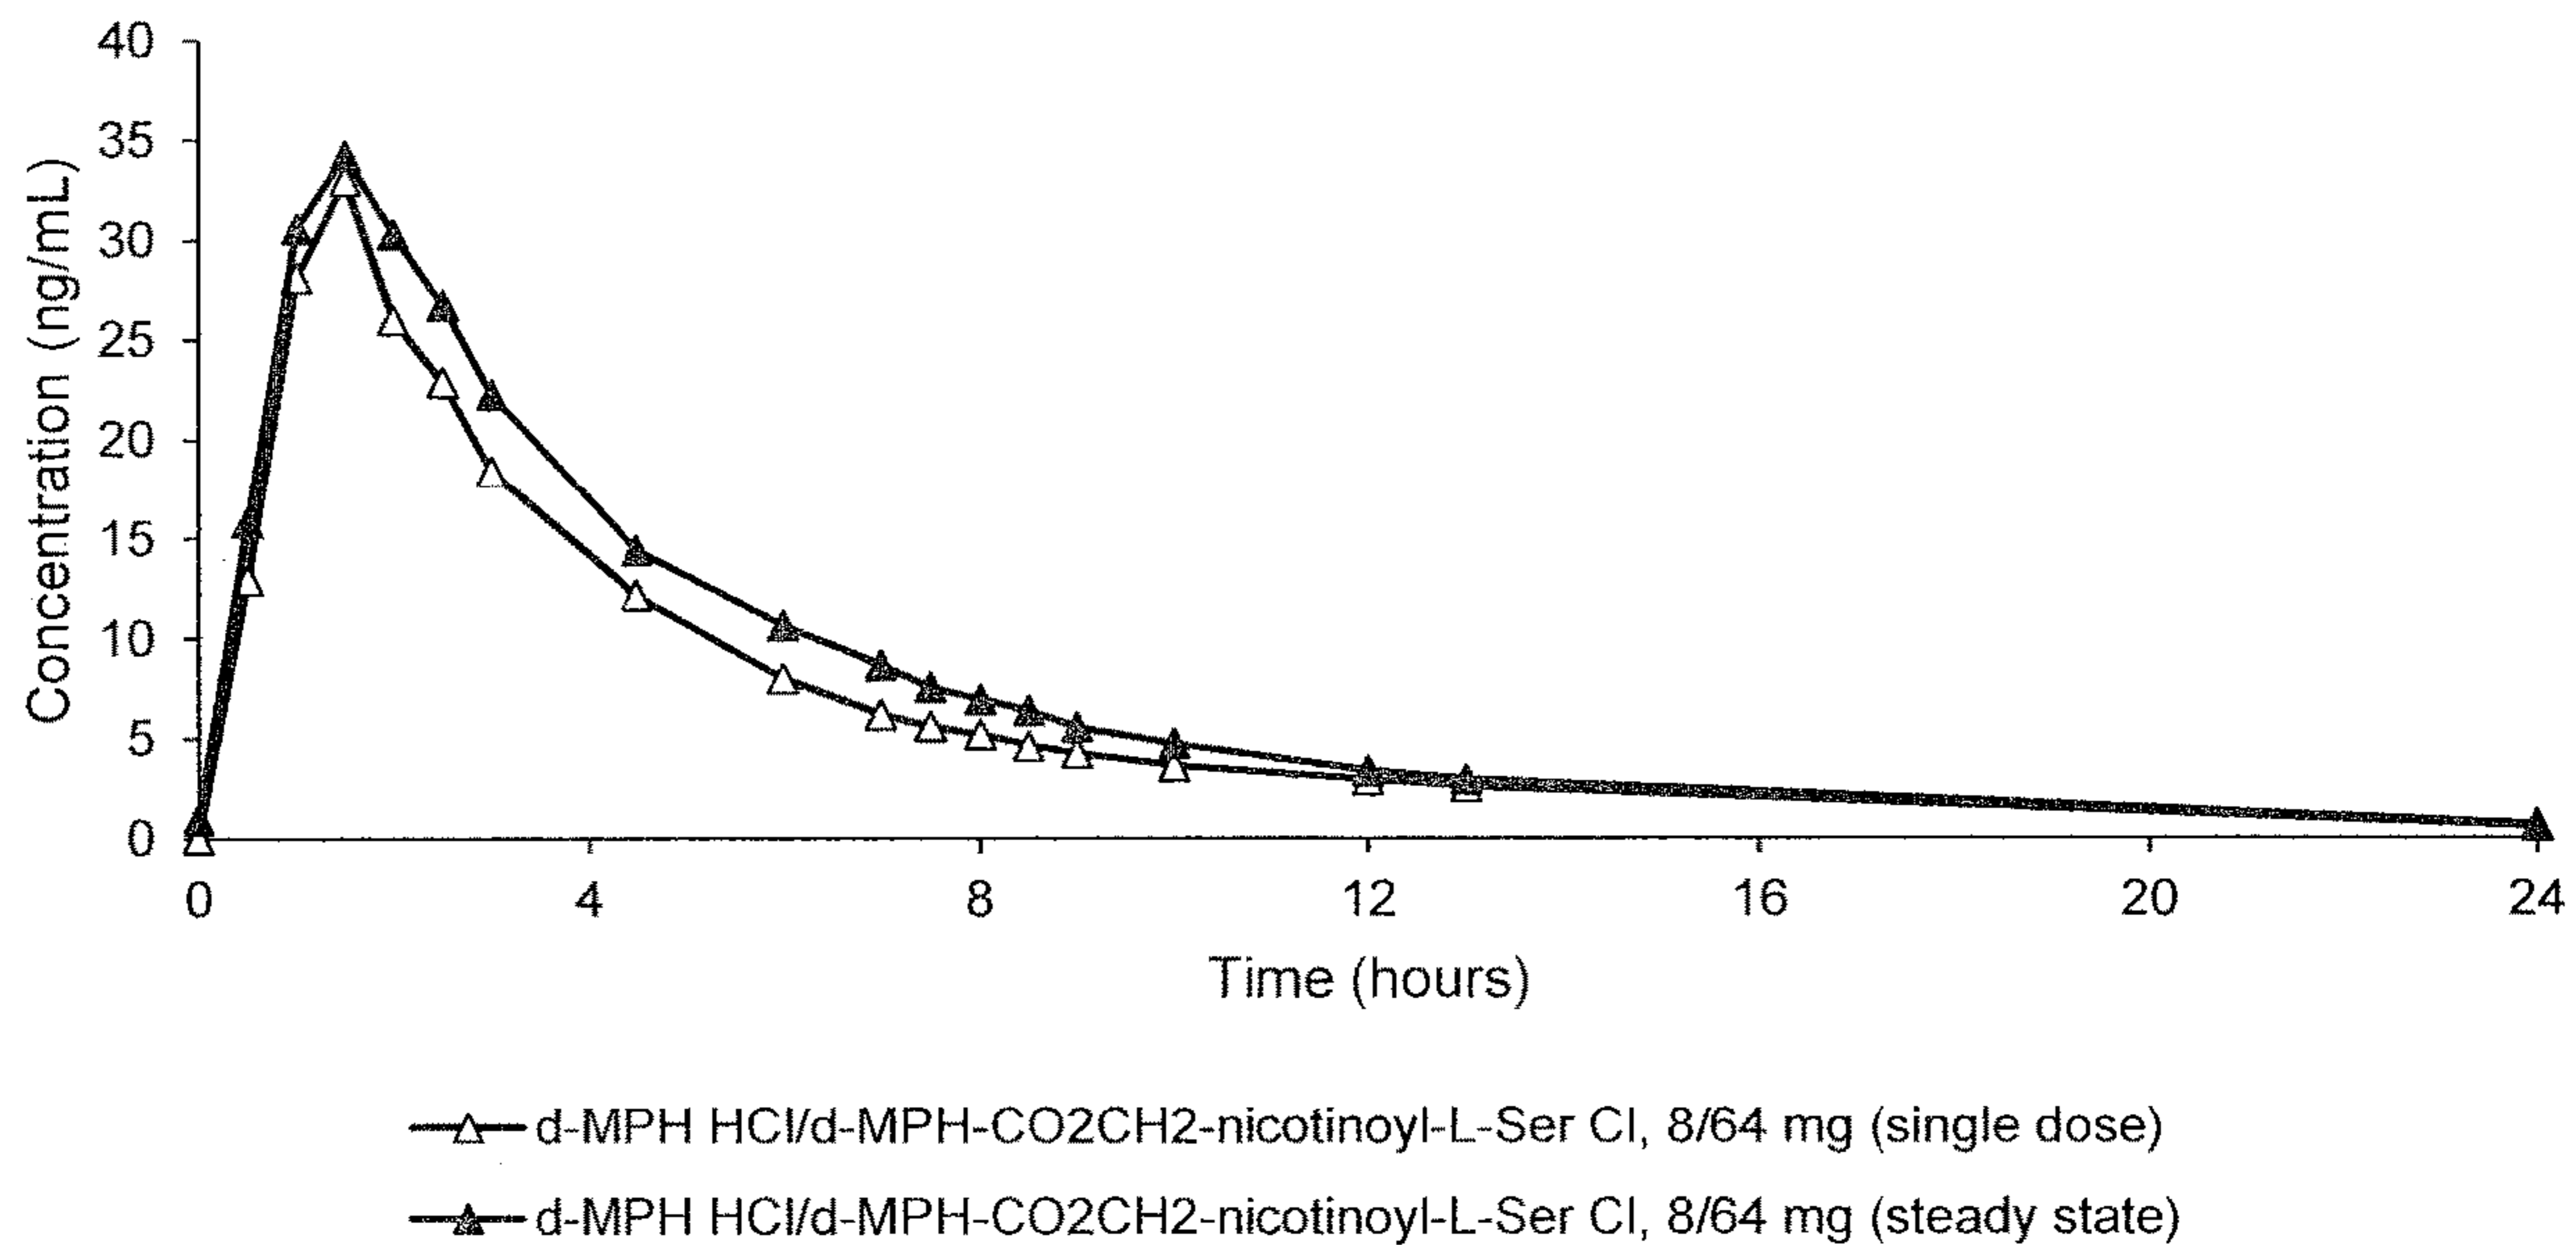 40
35
30
25
20
15
10
5
0
Concentration (ng/mL)
0 4 8 12 16 20 24
Time (hours)
d-MPH HCl/d-MPH-CO2CH2-nicotinoyl-L-Ser Cl, 8/64 mg (single dose)
d-MPH HCl/d-MPH-CO2CH2-nicotinoyl-L-Ser Cl, 8/64 mg (steady state)